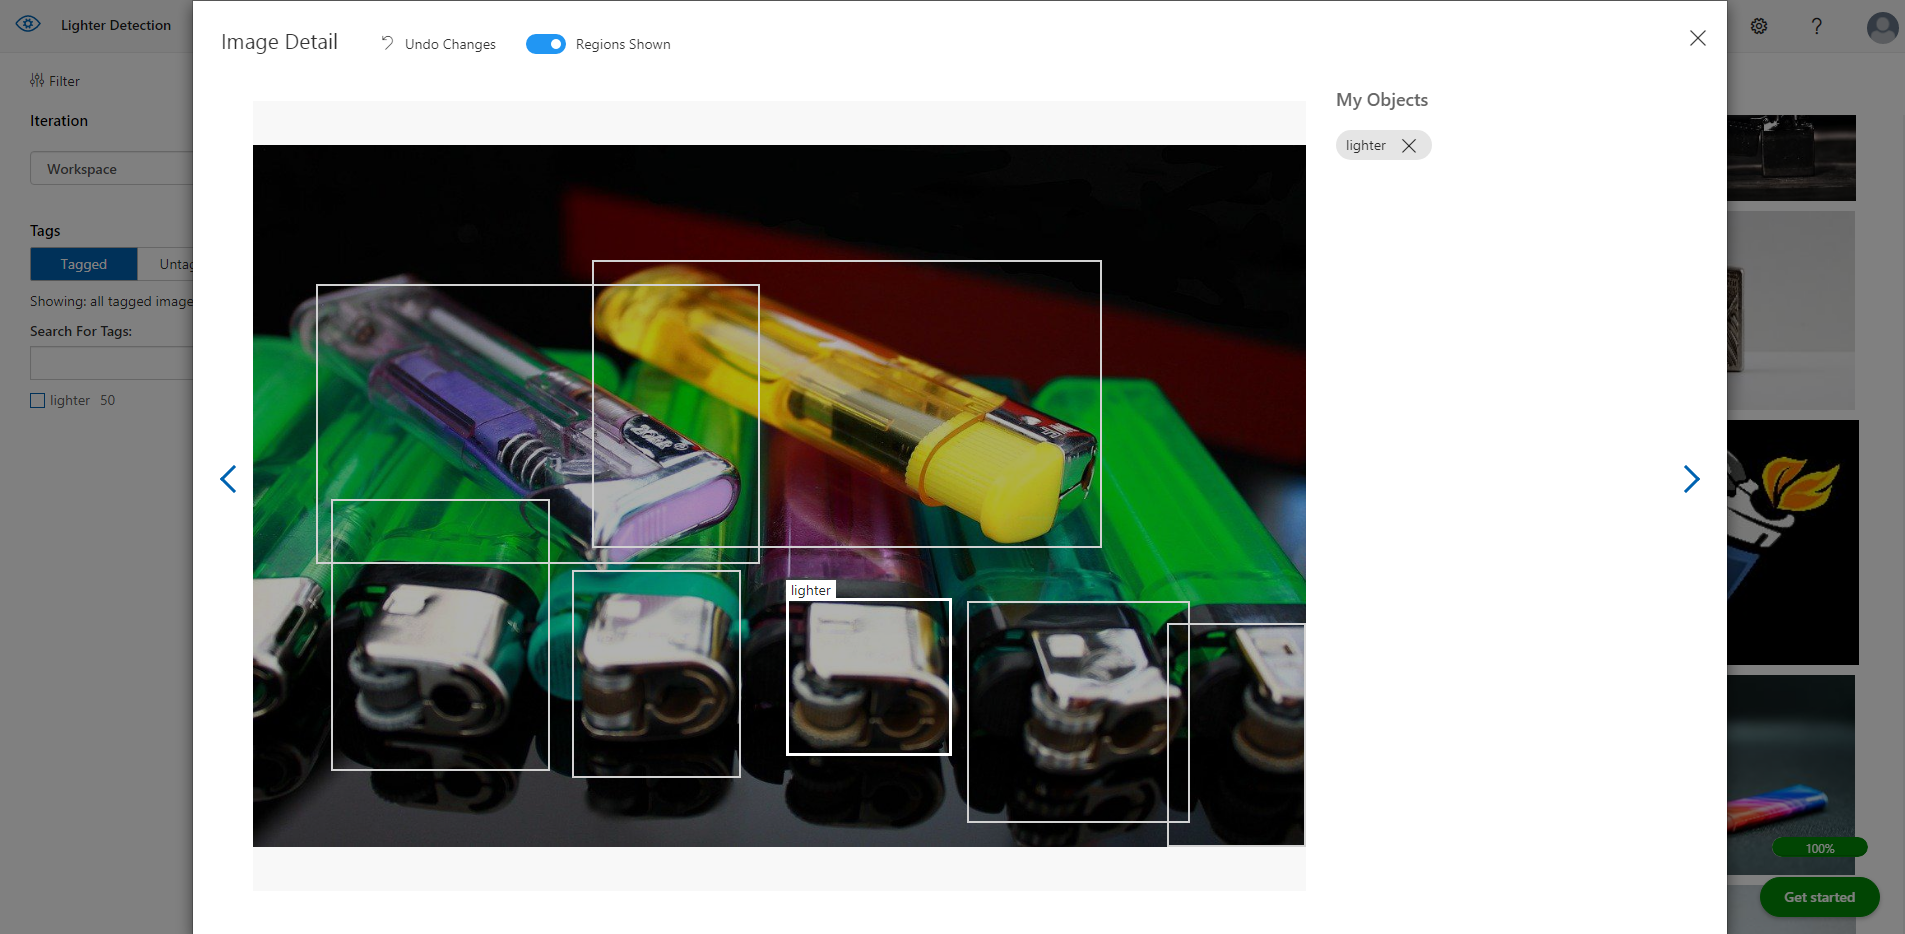 Lighter Detection
Image Detail
Undo Changes
Regions Shown
Filter
Iteration
Workspace
Tags
Tagged
Untag
Showing: all tagged image
Search For Tags:
lighter 50
lighter
My Objects
lighter
100%
Get started